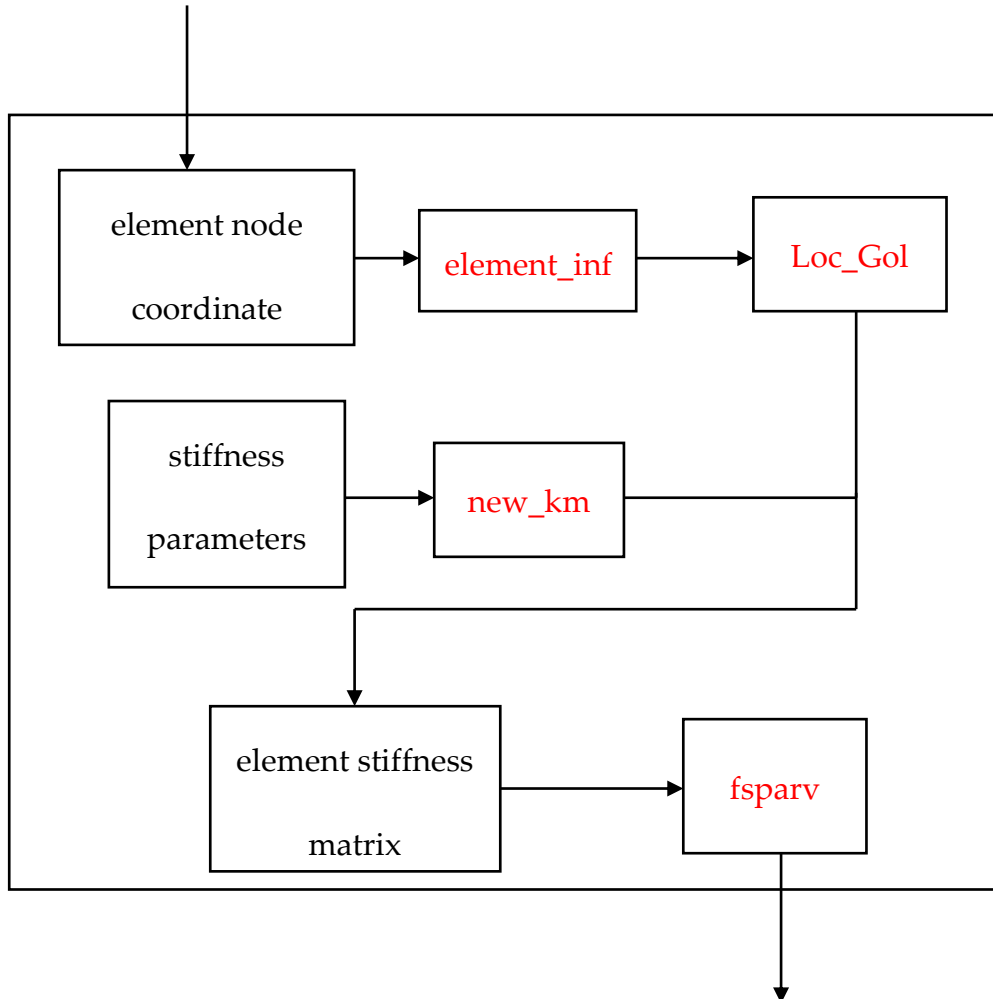 element node
coordinate
element_inf
Loc_Gol
stiffness
parameters
new_km
element stiffness
matrix
fsparv